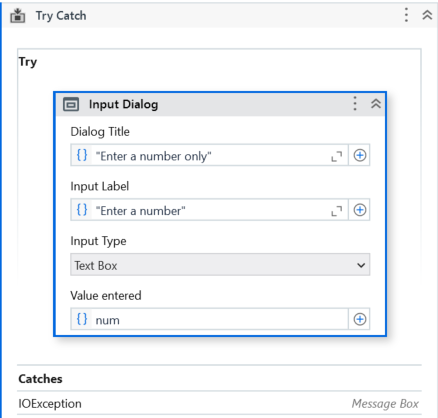 Try Catch
Try
Input Dialog
Dialog Title
{} "Enter a number only"
Input Label
{} "Enter a number"
Input Type
Text Box
Value entered
{} num
Catches
IOException Message Box